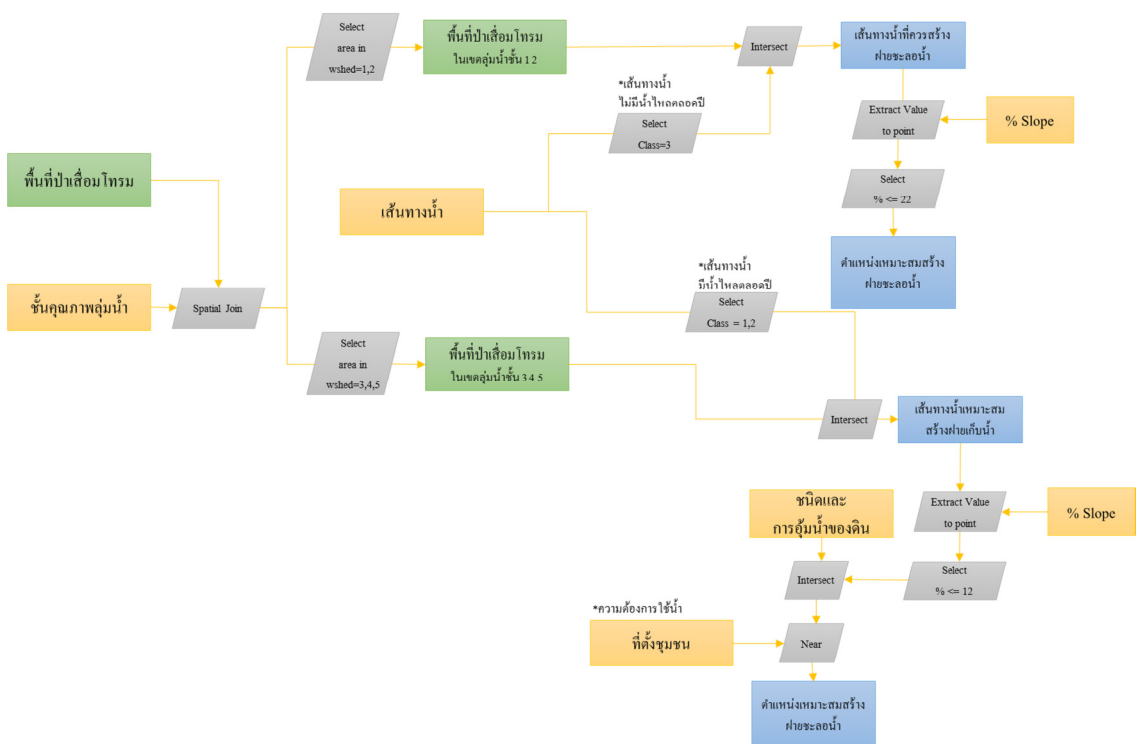 Select
area in
wshed=1,2
พื้นที่ป่าเสื่อมโทรม
ในเขตลุ่มน้ำชั้น 1 2
Intersect
เส้นทางน้ำที่ควรสร้าง
ฝายชะลอน้ำ
*เส้นทางน้ำ
ไม่มีน้ำไหลตลอดปี
Select
Class=3
Extract Value
to point
% Slope
พื้นที่ป่าเสื่อมโทรม
เส้นทางน้ำ
Select
% <= 22
ตำแหน่งเหมาะสมสร้าง
ฝายชะลอน้ำ
*เส้นทางน้ำ
มีน้ำไหลตลอดปี
Select
Class = 1,2
ชั้นคุณภาพลุ่มน้ำ
Spatial Join
Select
area in
wshed=3,4,5
พื้นที่ป่าเสื่อมโทรม
ในเขตลุ่มน้ำชั้น 3 4 5
Intersect
เส้นทางน้ำเหมาะสม
สร้างฝายเก็บน้ำ
ชนิดและ
การอุ้มน้ำของดิน
Extract Value
to point
% Slope
Intersect
Select
% <= 12
*ความต้องการใช้น้ำ
ที่ตั้งชุมชน
Near
ตำแหน่งเหมาะสมสร้าง
ฝายชะลอน้ำ